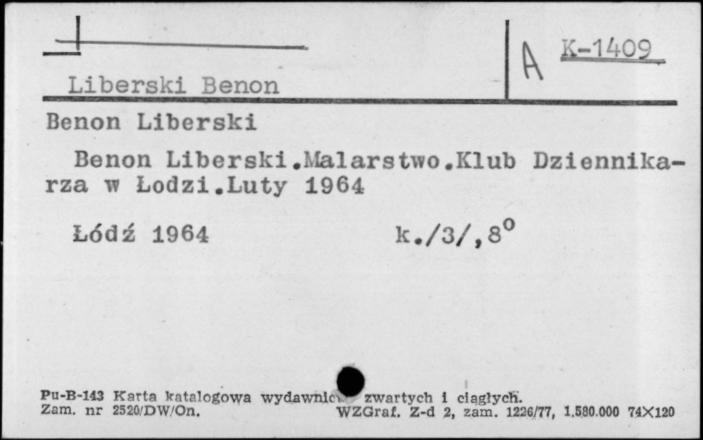 A K-1409
Liberski Benon
Benon Liberski
Benon Liberski.Malarstwo.Klub Dziennika-
rza w Łodzi.Luty 1964
Łódź 1964 k./3/,8°
Pu-B-143 Karta katalogowa wydawnic zwartych i ciągłych.
Zam. nr 2520/DW/On. WZGraf. Z-d 2, zam. 1226/77, 1.580.000 74X120